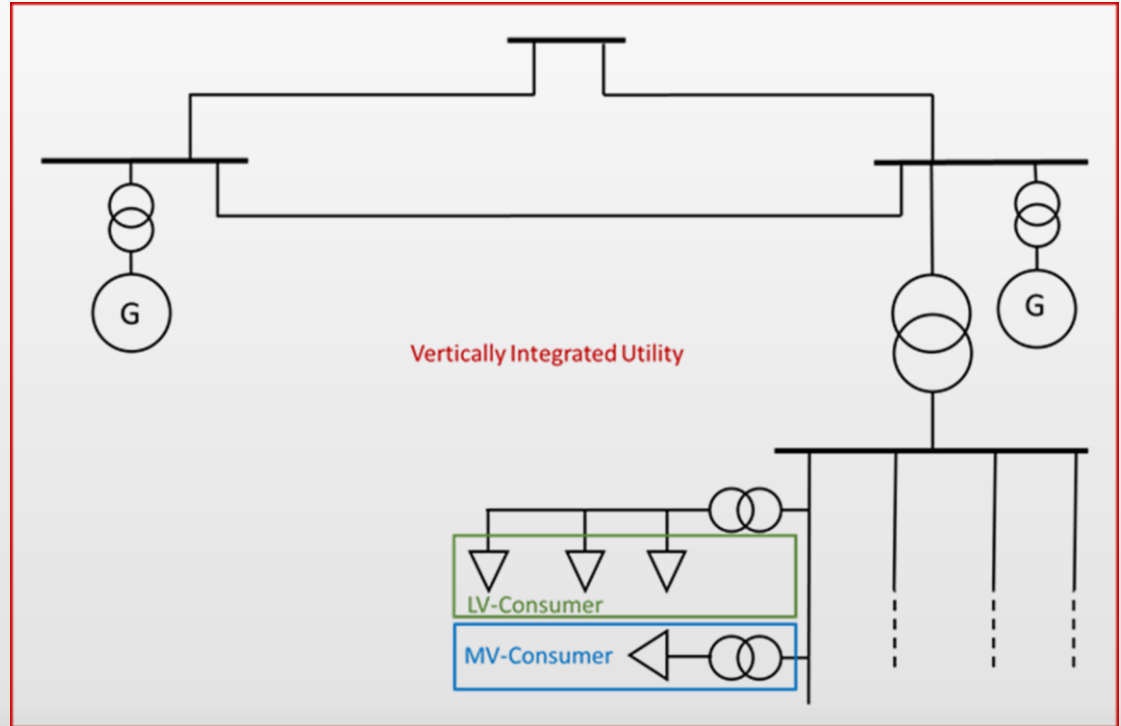 G
G
Vertically Integrated Utility
LV-Consumer
MV-Consumer